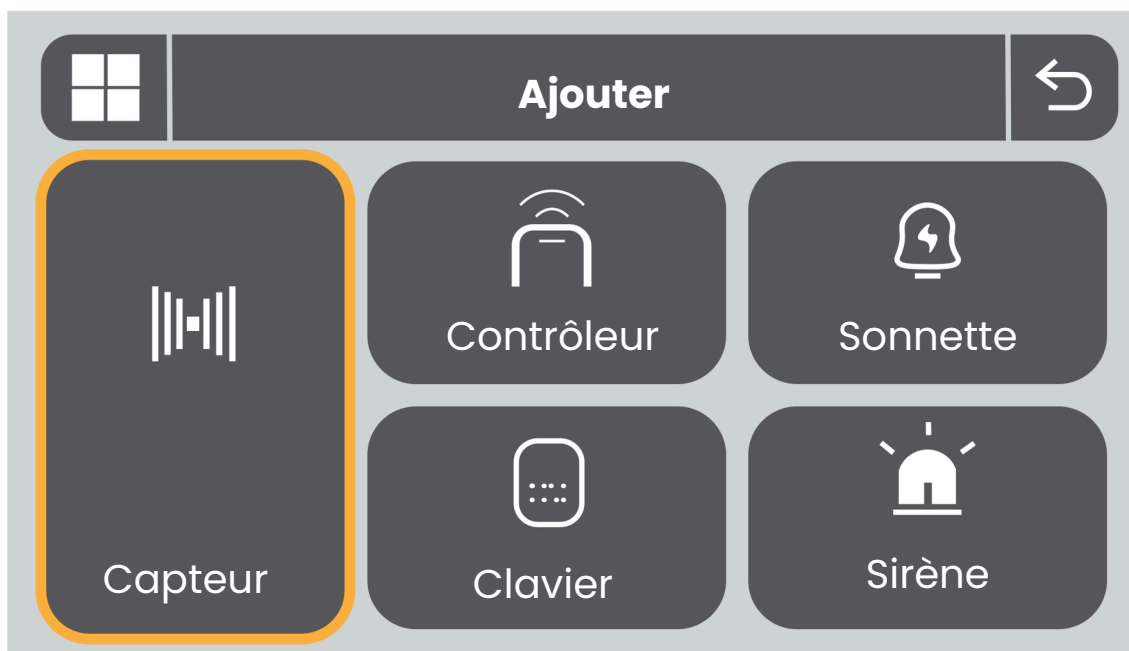 Ajouter
Contrôleur
Sonnette
Capteur
Clavier
Sirène